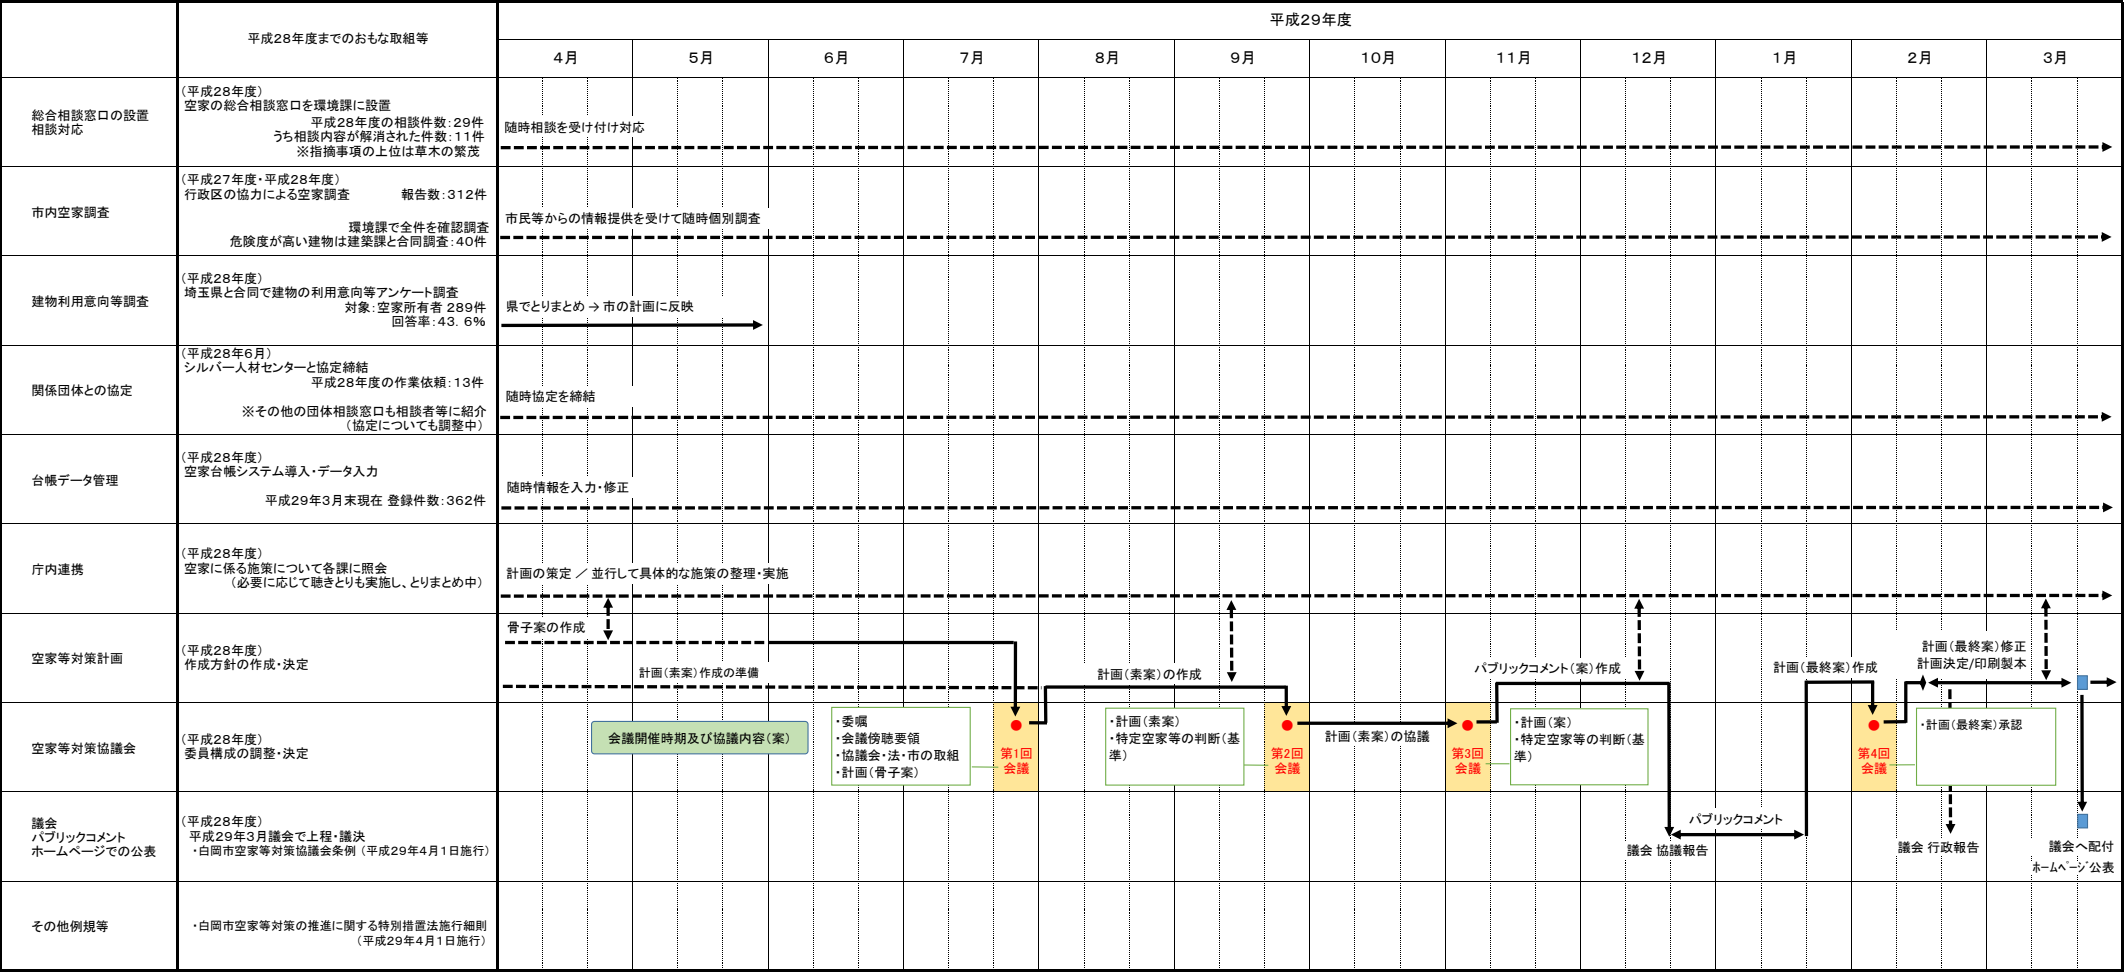 平成28年度までのおもな取組等
平成29年度
4月
5月
6月
7月
8月
9月
10月
11月
12月
1月
2月
3月
総合相談窓口の設置
相談対応
(平成28年度)
空家の総合相談窓口を環境課に設置
平成28年度の相談件数:29件
うち相談内容が解消された件数:11件
※指摘事項の上位は草木の繁茂
随時相談を受け付け対応
市内空家調査
(平成27年度・平成28年度)
行政区の協力による空家調査 報告数:312件
環境課で全件を確認調査
危険度が高い建物は建築課と合同調査:40件
市民等からの情報提供を受けて随時個別調査
建物利用意向等調査
(平成28年度)
埼玉県と合同で建物の利用意向等アンケート調査
対象:空家所有者 289件
回答率:43.6%
県でとりまとめ → 市の計画に反映
関係団体との協定
(平成28年6月)
シルバー人材センターと協定締結
平成28年度の作業依頼:13件
※その他の団体相談窓口も相談者等に紹介
(協定についても調整中)
随時協定を締結
台帳データ管理
(平成28年度)
空家台帳システム導入・データ入力
平成29年3月末現在 登録件数:362件
随時情報を入力・修正
庁内連携
(平成28年度)
空家に係る施策について各課に照会
(必要に応じて聴きとりも実施し、とりまとめ中)
計画の策定 / 並行して具体的な施策の整理・実施
空家等対策計画
(平成28年度)
作成方針の作成・決定
骨子案の作成
計画(素案)作成の準備
計画(素案)の作成
パブリックコメント(案)作成
計画(最終案)作成
計画(最終案)修正
計画決定/印刷製本
空家等対策協議会
(平成28年度)
委員構成の調整・決定
会議開催時期及び協議内容(案)
・委嘱
・会議傍聴要領
・協議会・法・市の取組
・計画(骨子案)
第1回
会議
・計画(素案)
・特定空家等の判断(基
準)
第2回
会議
計画(素案)の協議
第3回
会議
・計画(案)
・特定空家等の判断(基
準)
第4回
会議
・計画(最終案)承認
議会
パブリックコメント
ホームページでの公表
(平成28年度)
平成29年3月議会で上程・議決
・白岡市空家等対策協議会条例 (平成29年4月1日施行)
パブリックコメント
議会 協議報告
議会 行政報告
議会へ配付
ホームページ公表
その他例規等
・白岡市空家等対策の推進に関する特別措置法施行細則
(平成29年4月1日施行)